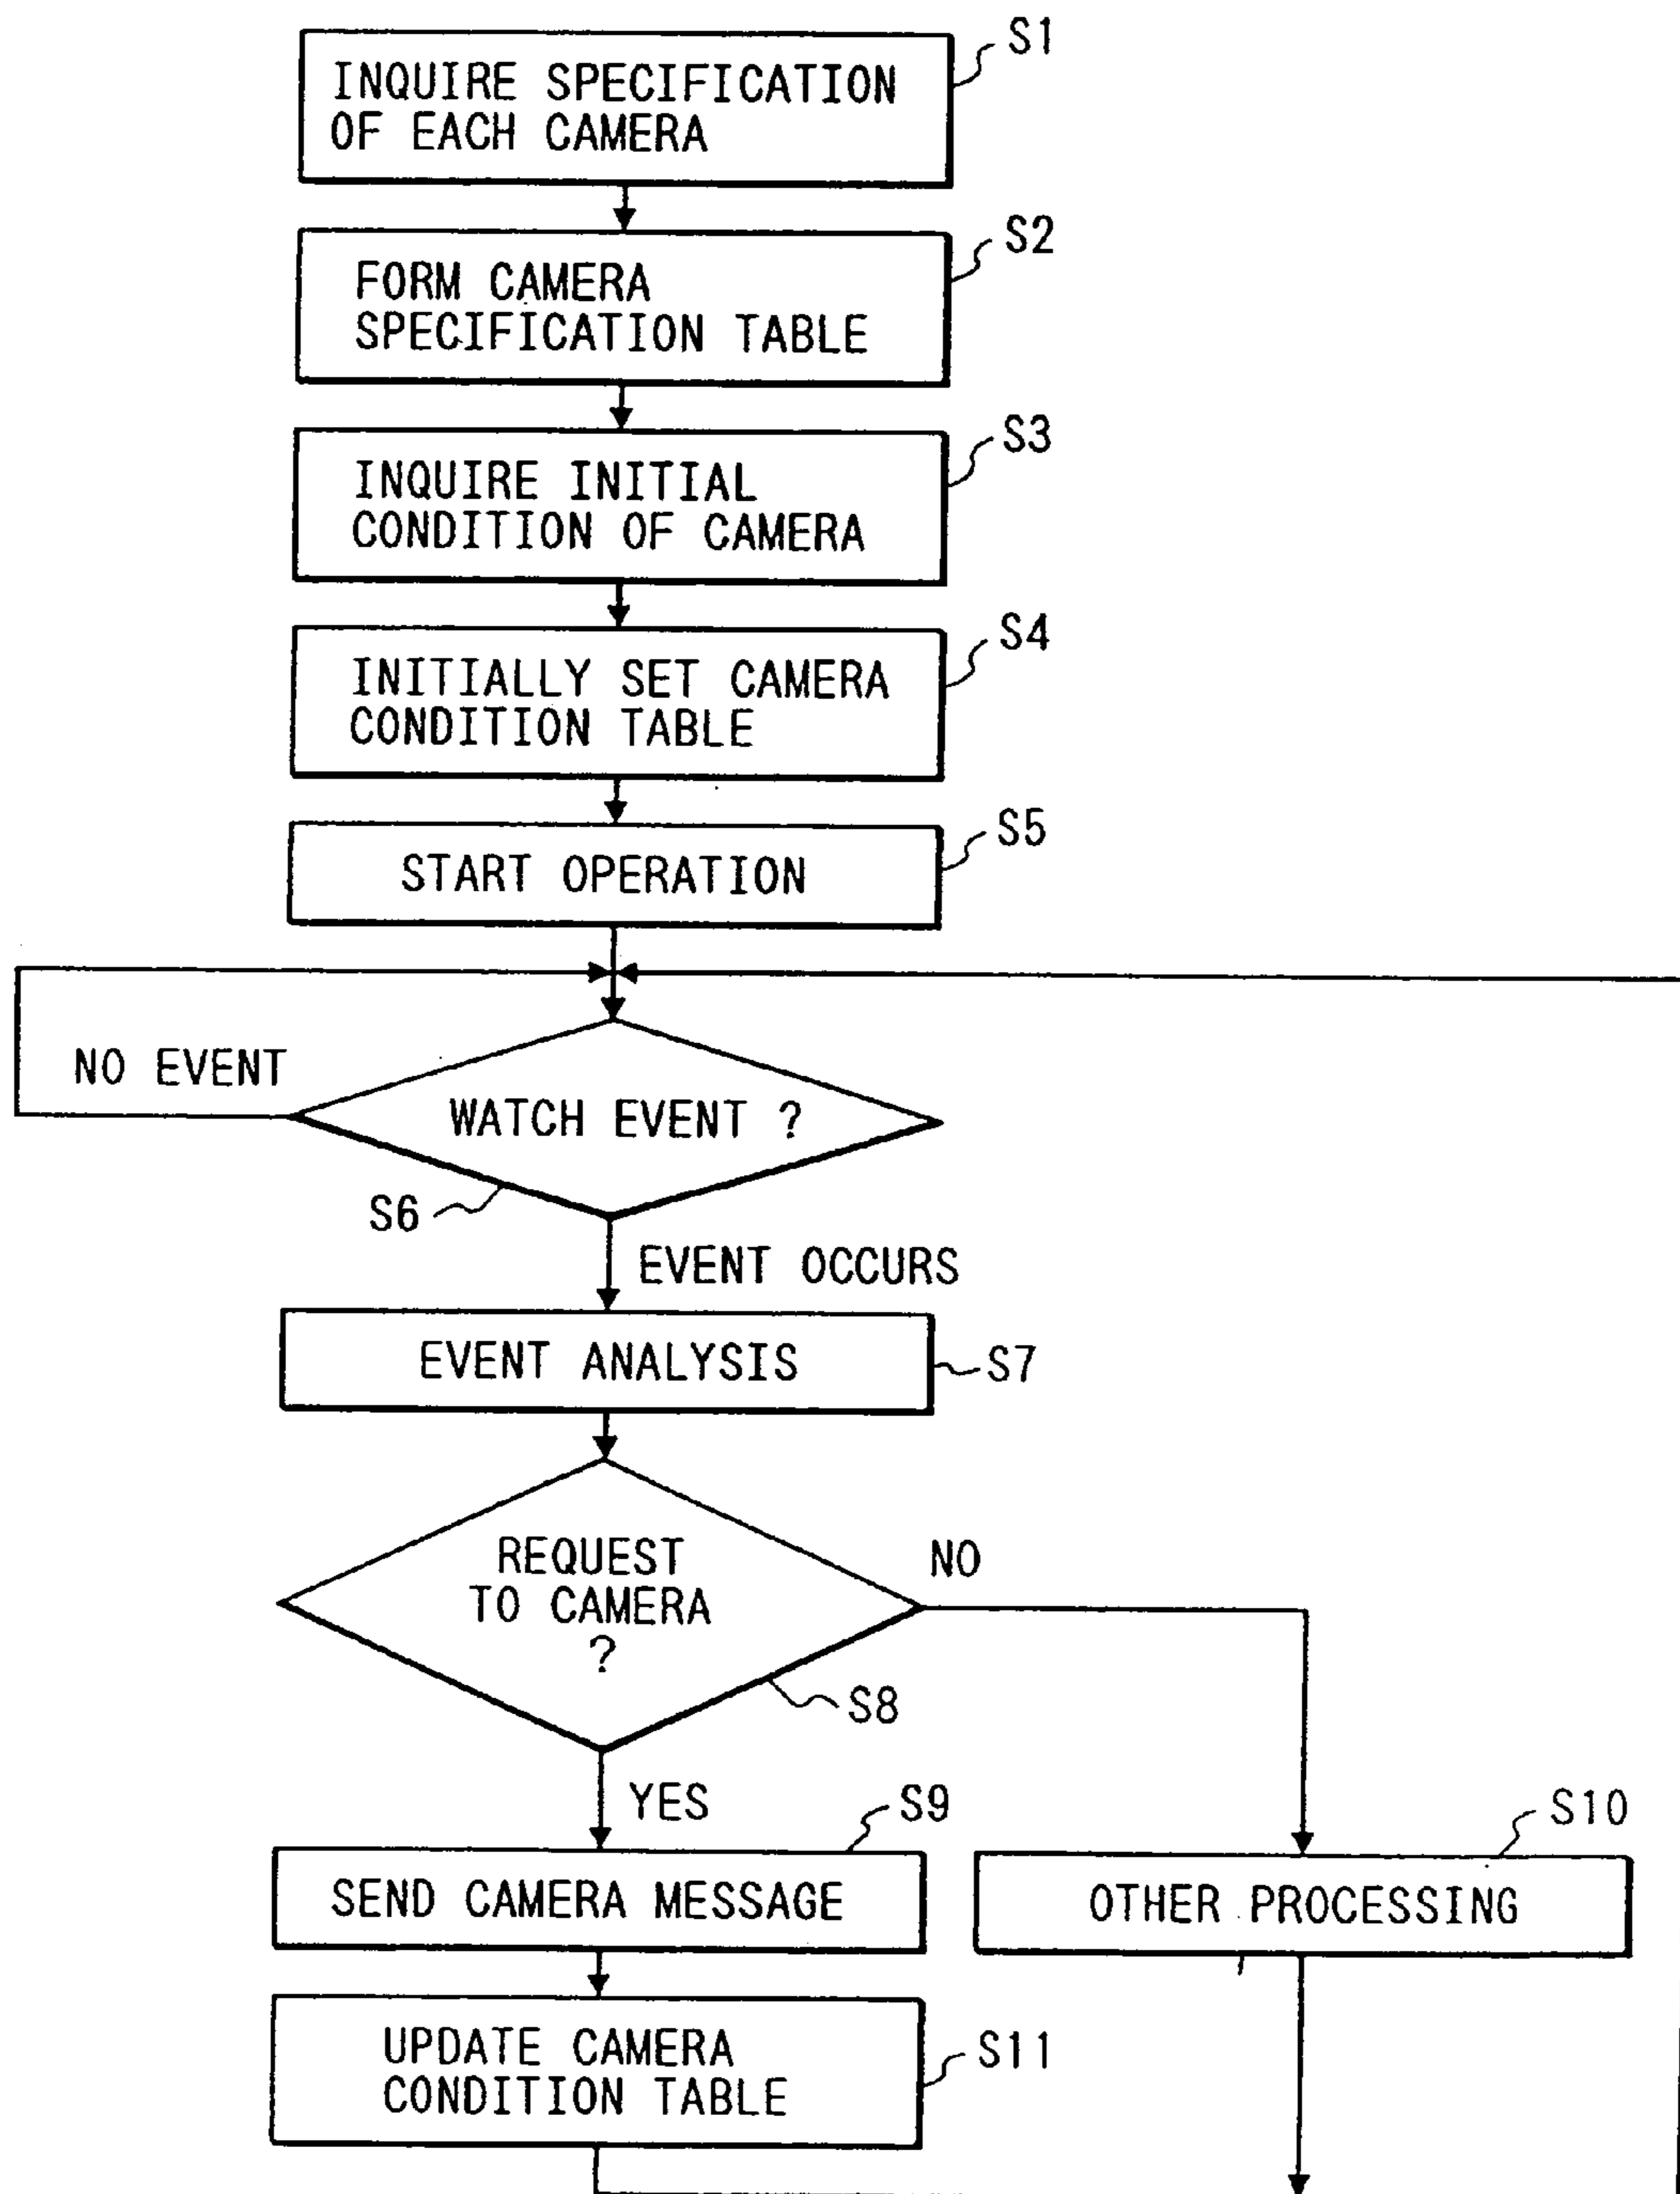 S1
INQUIRE SPECIFICATION
OF EACH CAMERA
S2
FORM CAMERA
SPECIFICATION TABLE
S3
INQUIRE INITIAL
CONDITION OF CAMERA
S4
INITIALLY SET CAMERA
CONDITION TABLE
S5
START OPERATION
NO EVENT
WATCH EVENT ?
S6
EVENT OCCURS
EVENT ANALYSIS
S7
REQUEST
TO CAMERA
?
NO
S8
YES
S9
S10
SEND CAMERA MESSAGE
OTHER PROCESSING
UPDATE CAMERA
CONDITION TABLE
S11